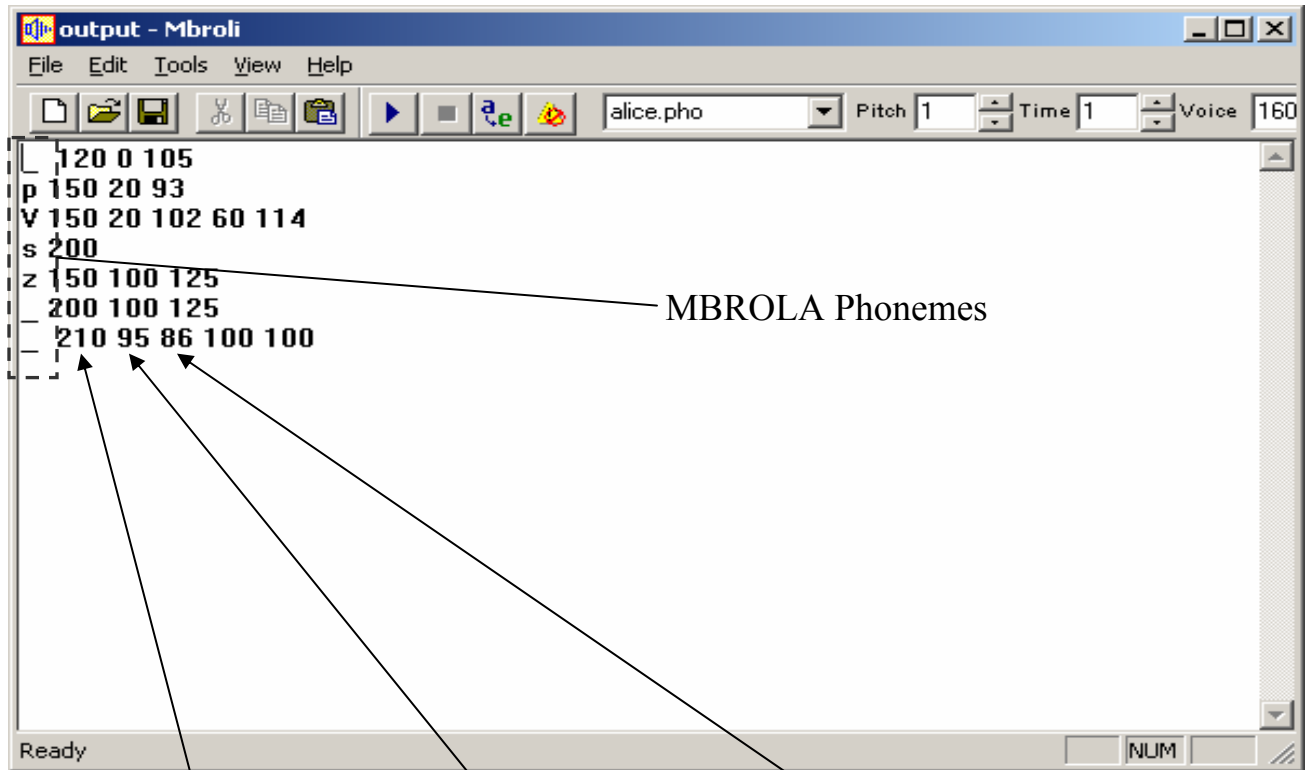 output - Mbroli
File Edit Tools View Help
a e alice.pho Pitch 1 Time 1 Voice 160
_ 120 0 105
p 150 20 93
V 150 20 102 60 114
s 200
z 150 100 125
_ 200 100 125
MBROLA Phonemes
_ 210 95 86 100 100
Ready NUM